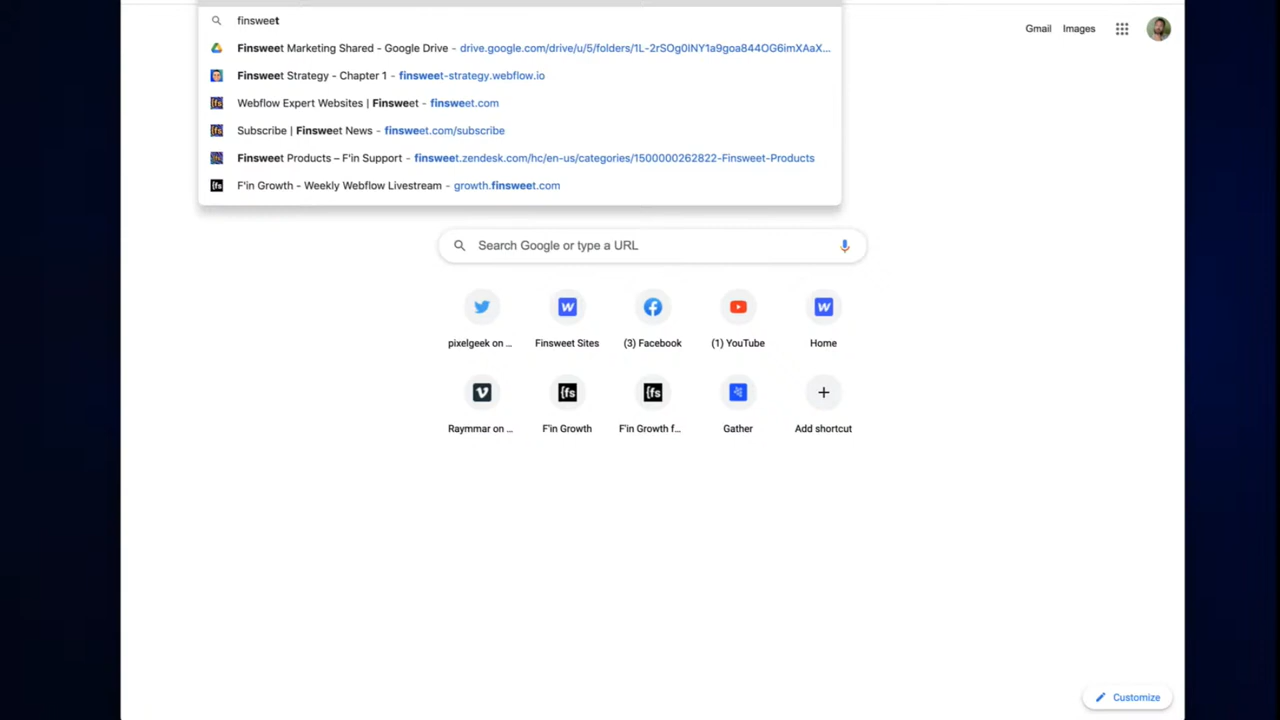 finsweet
Gmail Images
Finsweet Marketing Shared - Google Drive - drive.google.com/drive/u/5/folders/1L-2rSOg0lNY1a9goa844OG6imXAaX...
Finsweet Strategy - Chapter 1 - finsweet-strategy.webflow.io
Webflow Expert Websites | Finsweet - finsweet.com
Subscribe | Finsweet News - finsweet.com/subscribe
Finsweet Products – F'in Support - finsweet.zendesk.com/hc/en-us/categories/1500000262822-Finsweet-Products
F'in Growth - Weekly Webflow Livestream - growth.finsweet.com
Search Google or type a URL
pixelgeek on ... Finsweet Sites (3) Facebook (1) YouTube Home
Raymmar on ... F'in Growth F'in Growth f... Gather Add shortcut
Customize